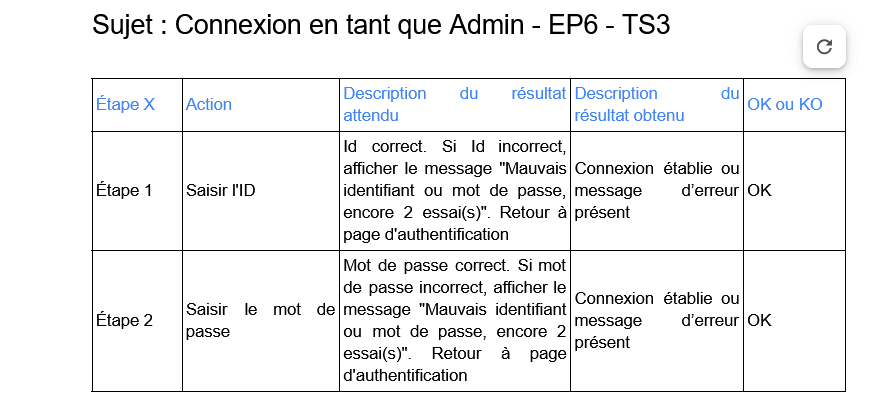 Sujet : Connexion en tant que Admin - EP6 - TS3
Étape X
Action
Description du résultat
attendu
Description du
résultat obtenu
OK ou KO
Étape 1
Saisir l'ID
Id correct. Si Id incorrect,
afficher le message "Mauvais
identifiant ou mot de passe,
encore 2 essai(s)". Retour à
page d'authentification
Connexion établie ou
message d’erreur
présent
OK
Étape 2
Saisir le mot de
passe
Mot de passe correct. Si mot
de passe incorrect, afficher le
message "Mauvais identifiant
ou mot de passe, encore 2
essai(s)". Retour à page
d'authentification
Connexion établie ou
message d’erreur
présent
OK